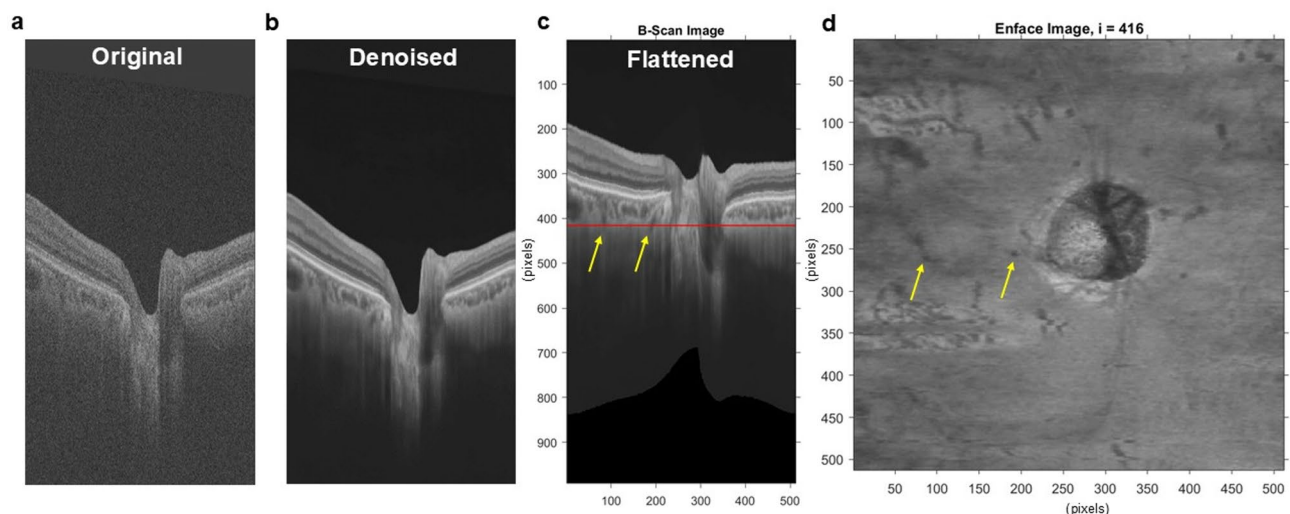 a
Original
b
Denoised
c
B-Scan Image
Flattened
100
200
300
400
500
600
700
800
900
(pixels)
100 200 300 400 500
d
Enface Image, i = 416
50
100
150
200
250
300
350
400
450
500
(pixels)
50 100 150 200 250 300 350 400 450 500
(pixels)